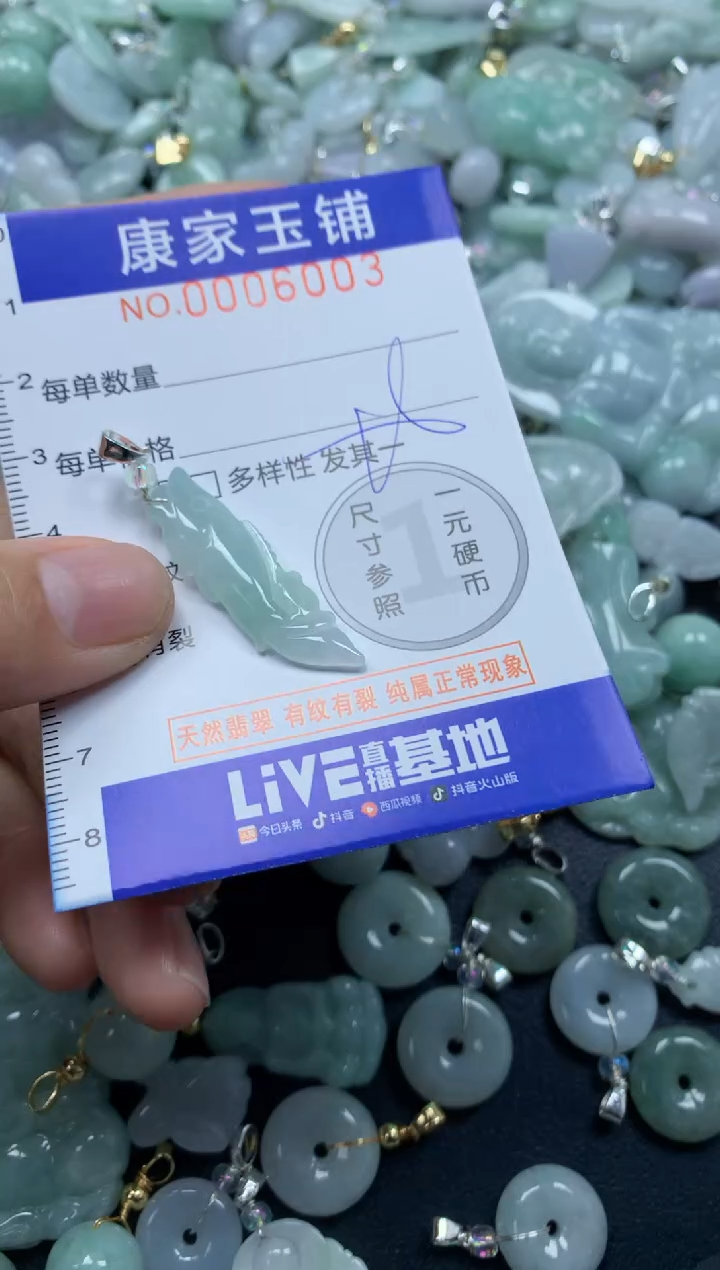 康家玉铺
NO.0006003
每单数量
每单 格
多样性 发其一
尺寸参照
一元硬币
1
裂
天然翡翠 有纹有裂 纯属正常现象
LiVE直播基地
今日头条 抖音 西瓜视频 抖音火山版
0
1
2
3
4
7
8